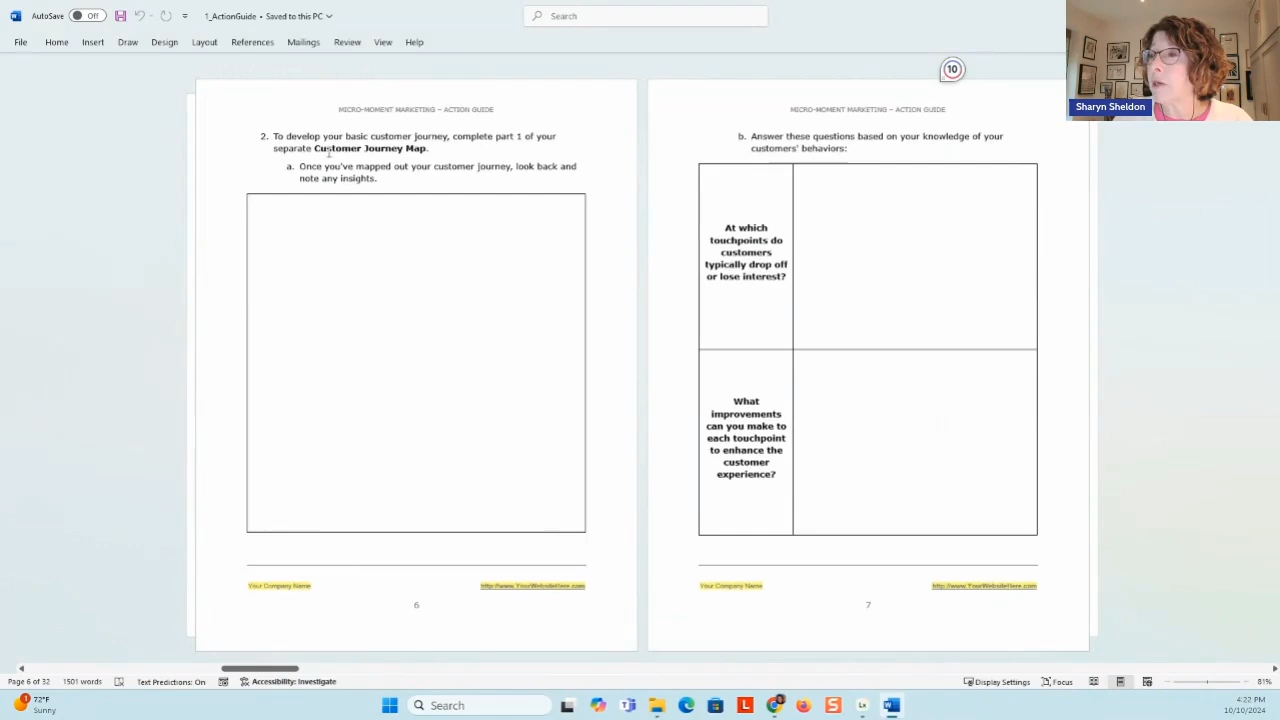 AutoSave
Off
1_ActionGuide • Saved to this PC
Search
File
Home
Insert
Draw
Design
Layout
References
Mailings
Review
View
Help
10
Sharyn Sheldon
MICRO-MOMENT MARKETING – ACTION GUIDE
2. To develop your basic customer journey, complete part 1 of your
separate Customer Journey Map.
a. Once you've mapped out your customer journey, look back and
note any insights.
Your Company Name
http://www.YourWebsiteHere.com
6
MICRO-MOMENT MARKETING – ACTION GUIDE
b. Answer these questions based on your knowledge of your
customers' behaviors:
At which
touchpoints do
customers
typically drop off
or lose interest?
What
improvements
can you make to
each touchpoint
to enhance the
customer
experience?
Your Company Name
http://www.YourWebsiteHere.com
7
Page 6 of 32
1501 words
Text Predictions: On
Accessibility: Investigate
Display Settings
Focus
81%
1
72°F
Sunny
Search
4:22 PM
10/10/2024